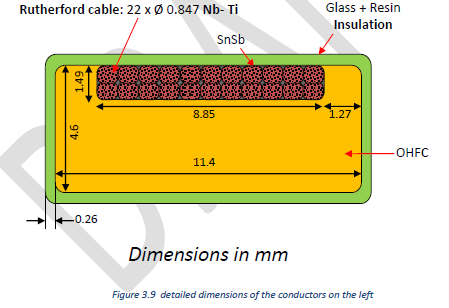 Rutherford cable: 22 x Ø 0.847 Nb- Ti
Glass + Resin
Insulation
SnSb
1.49
8.85
1.27
4.6
OHFC
11.4
0.26
Dimensions in mm
Figure 3.9 detailed dimensions of the conductors on the left